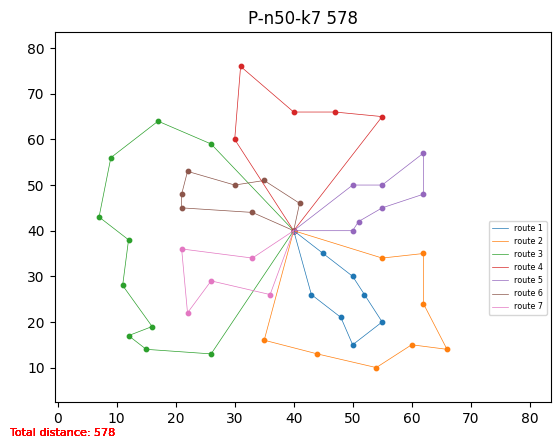 P-n50-k7 578
80
70
60
50
40
30
20
10
0 10 20 30 40 50 60 70 80
route 1
route 2
route 3
route 4
route 5
route 6
route 7
Total distance: 578